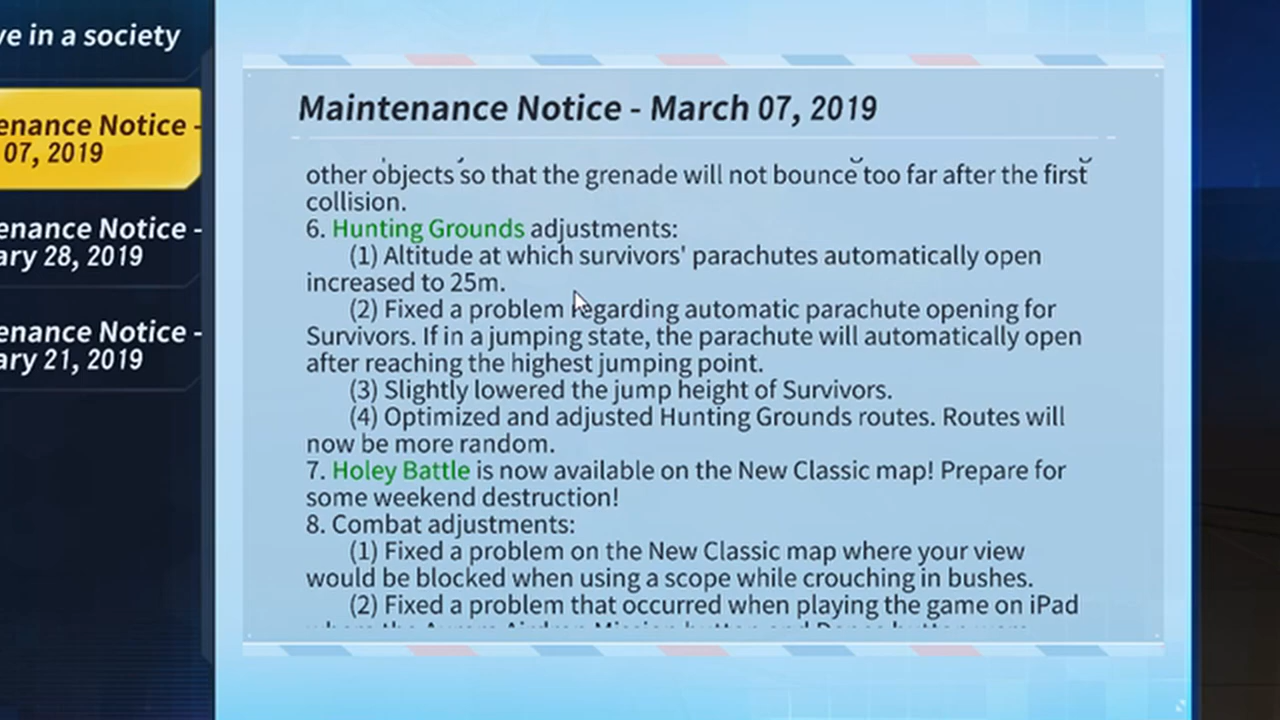 ve in a society
enance Notice -
07, 2019
enance Notice -
ary 28, 2019
enance Notice -
ary 21, 2019
Maintenance Notice - March 07, 2019
other objects so that the grenade will not bounce too far after the first
collision.
6. Hunting Grounds adjustments:
(1) Altitude at which survivors' parachutes automatically open
increased to 25m.
(2) Fixed a problem regarding automatic parachute opening for
Survivors. If in a jumping state, the parachute will automatically open
after reaching the highest jumping point.
(3) Slightly lowered the jump height of Survivors.
(4) Optimized and adjusted Hunting Grounds routes. Routes will
now be more random.
7. Holey Battle is now available on the New Classic map! Prepare for
some weekend destruction!
8. Combat adjustments:
(1) Fixed a problem on the New Classic map where your view
would be blocked when using a scope while crouching in bushes.
(2) Fixed a problem that occurred when playing the game on iPad